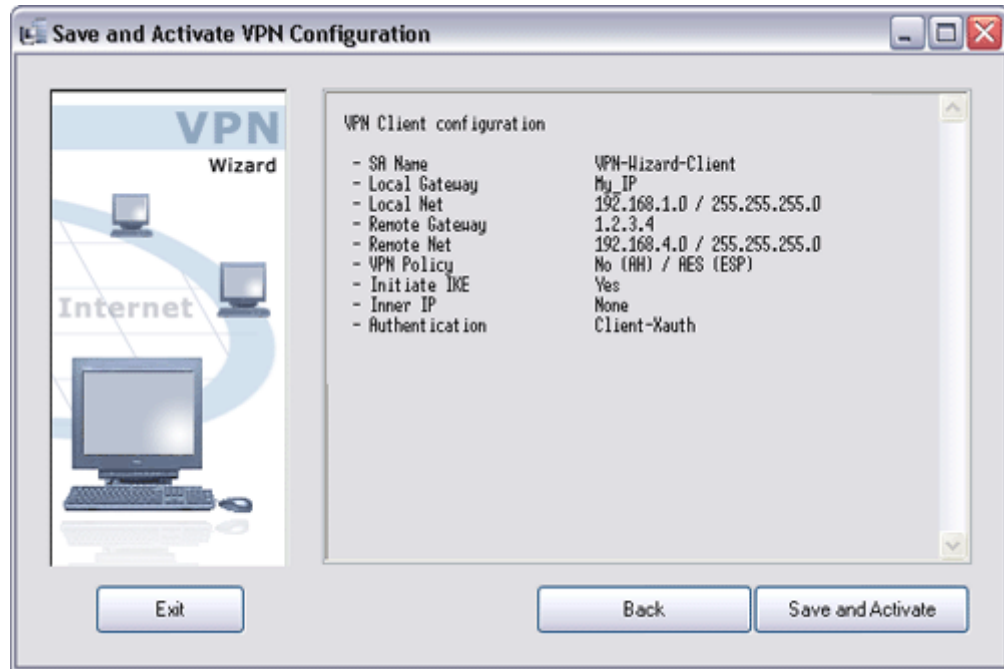 Save and Activate VPN Configuration
VPN
Wizard
Internet
VPN Client configuration
- SA Name VPN-Wizard-Client
- Local Gateway My_IP
- Local Net 192.168.1.0 / 255.255.255.0
- Remote Gateway 1.2.3.4
- Remote Net 192.168.4.0 / 255.255.255.0
- VPN Policy No (AH) / AES (ESP)
- Initiate IKE Yes
- Inner IP None
- Authentication Client-Xauth
Exit
Back
Save and Activate